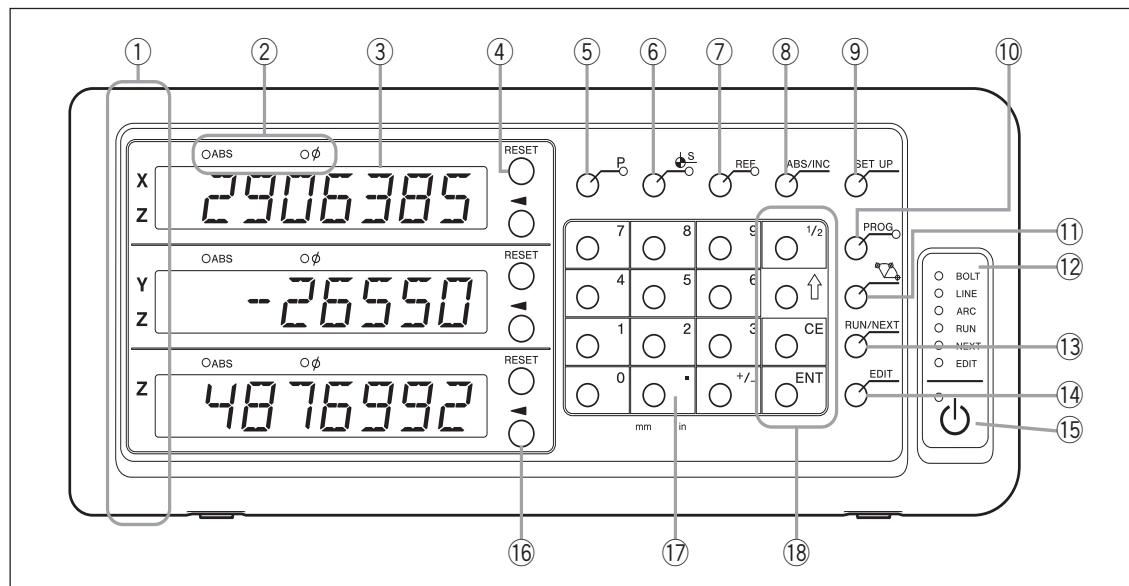 ① ② ③ ④ ⑤ ⑥ ⑦ ⑧ ⑨ ⑩
P S REF ABS/INC SET UP
ABS ϕ RESET
X 2906385
Z
ABS ϕ RESET
Y -26550
Z
ABS ϕ RESET
Z 4876992
7 8 9 1/2
4 5 6
1 2 3 CE
0 . +/- ENT
mm in
PROG
⑪
RUN/NEXT
⑬
EDIT
⑭
⑫
BOLT
LINE
ARC
RUN
NEXT
EDIT
⑮
⑯ ⑰ ⑱